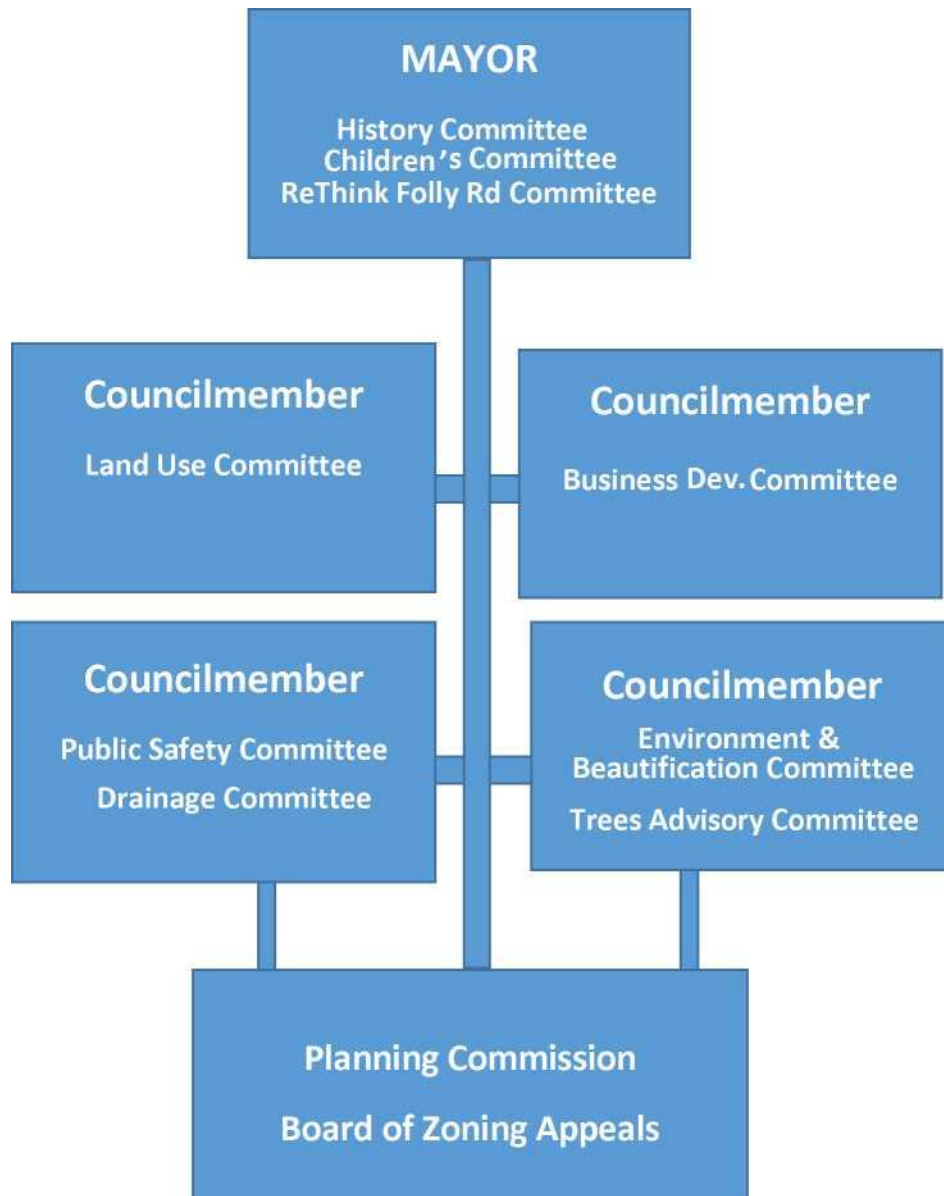 MAYOR
History Committee
Children's Committee
ReThink Folly Rd Committee
Councilmember
Land Use Committee
Councilmember
Business Dev. Committee
Councilmember
Public Safety Committee
Drainage Committee
Councilmember
Environment &
Beautification Committee
Trees Advisory Committee
Planning Commission
Board of Zoning Appeals